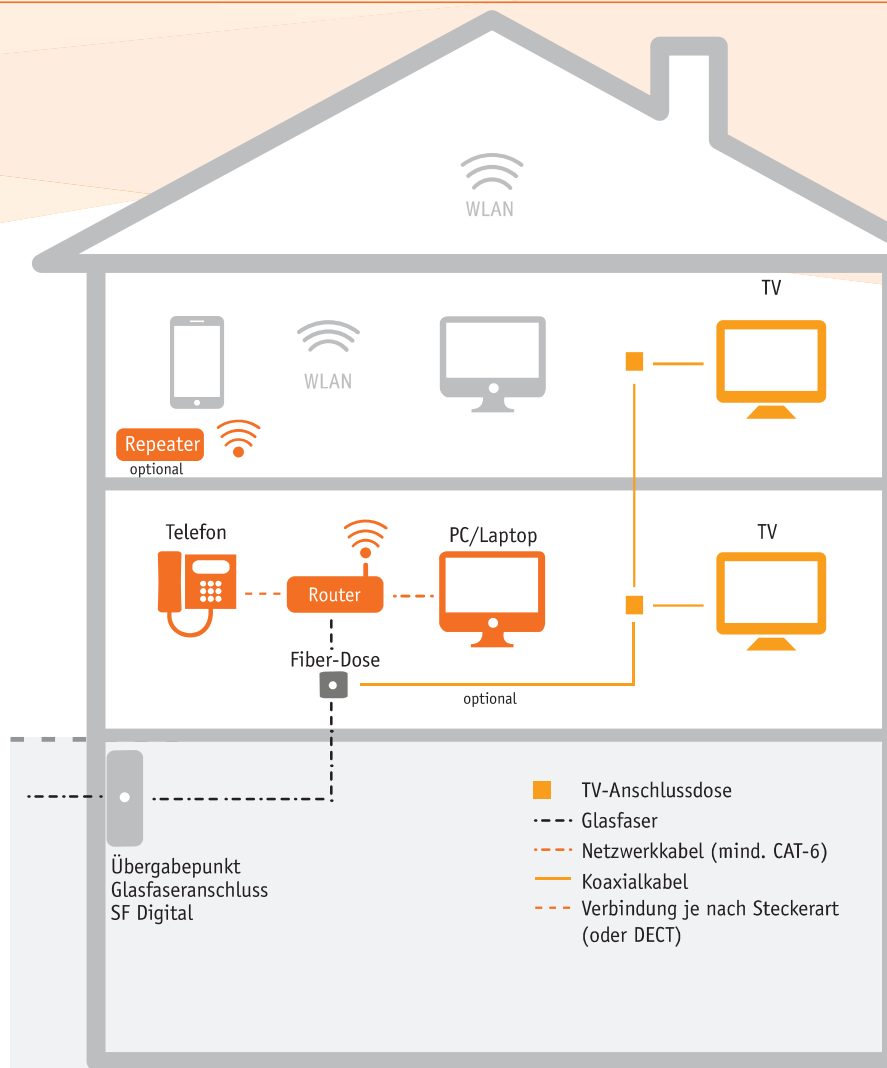 WLAN
TV
WLAN
Repeater
optional
Telefon
PC/Laptop
TV
Router
Fiber-Dose
optional
TV-Anschlussdose
Glasfaser
Netzwerkkabel (mind. CAT-6)
Koaxialkabel
Verbindung je nach Steckerart
(oder DECT)
Übergabepunkt
Glasfaseranschluss
SF Digital